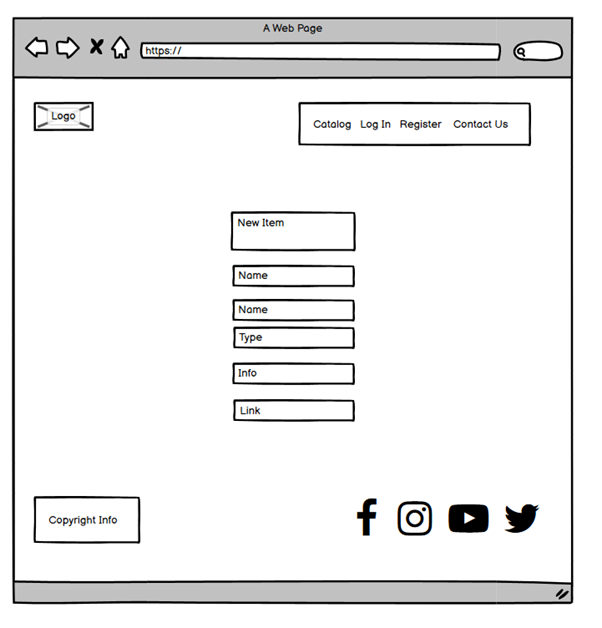 A Web Page
https://
Logo
Catalog Log In Register Contact Us
New Item
Name
Name
Type
Info
Link
Copyright Info